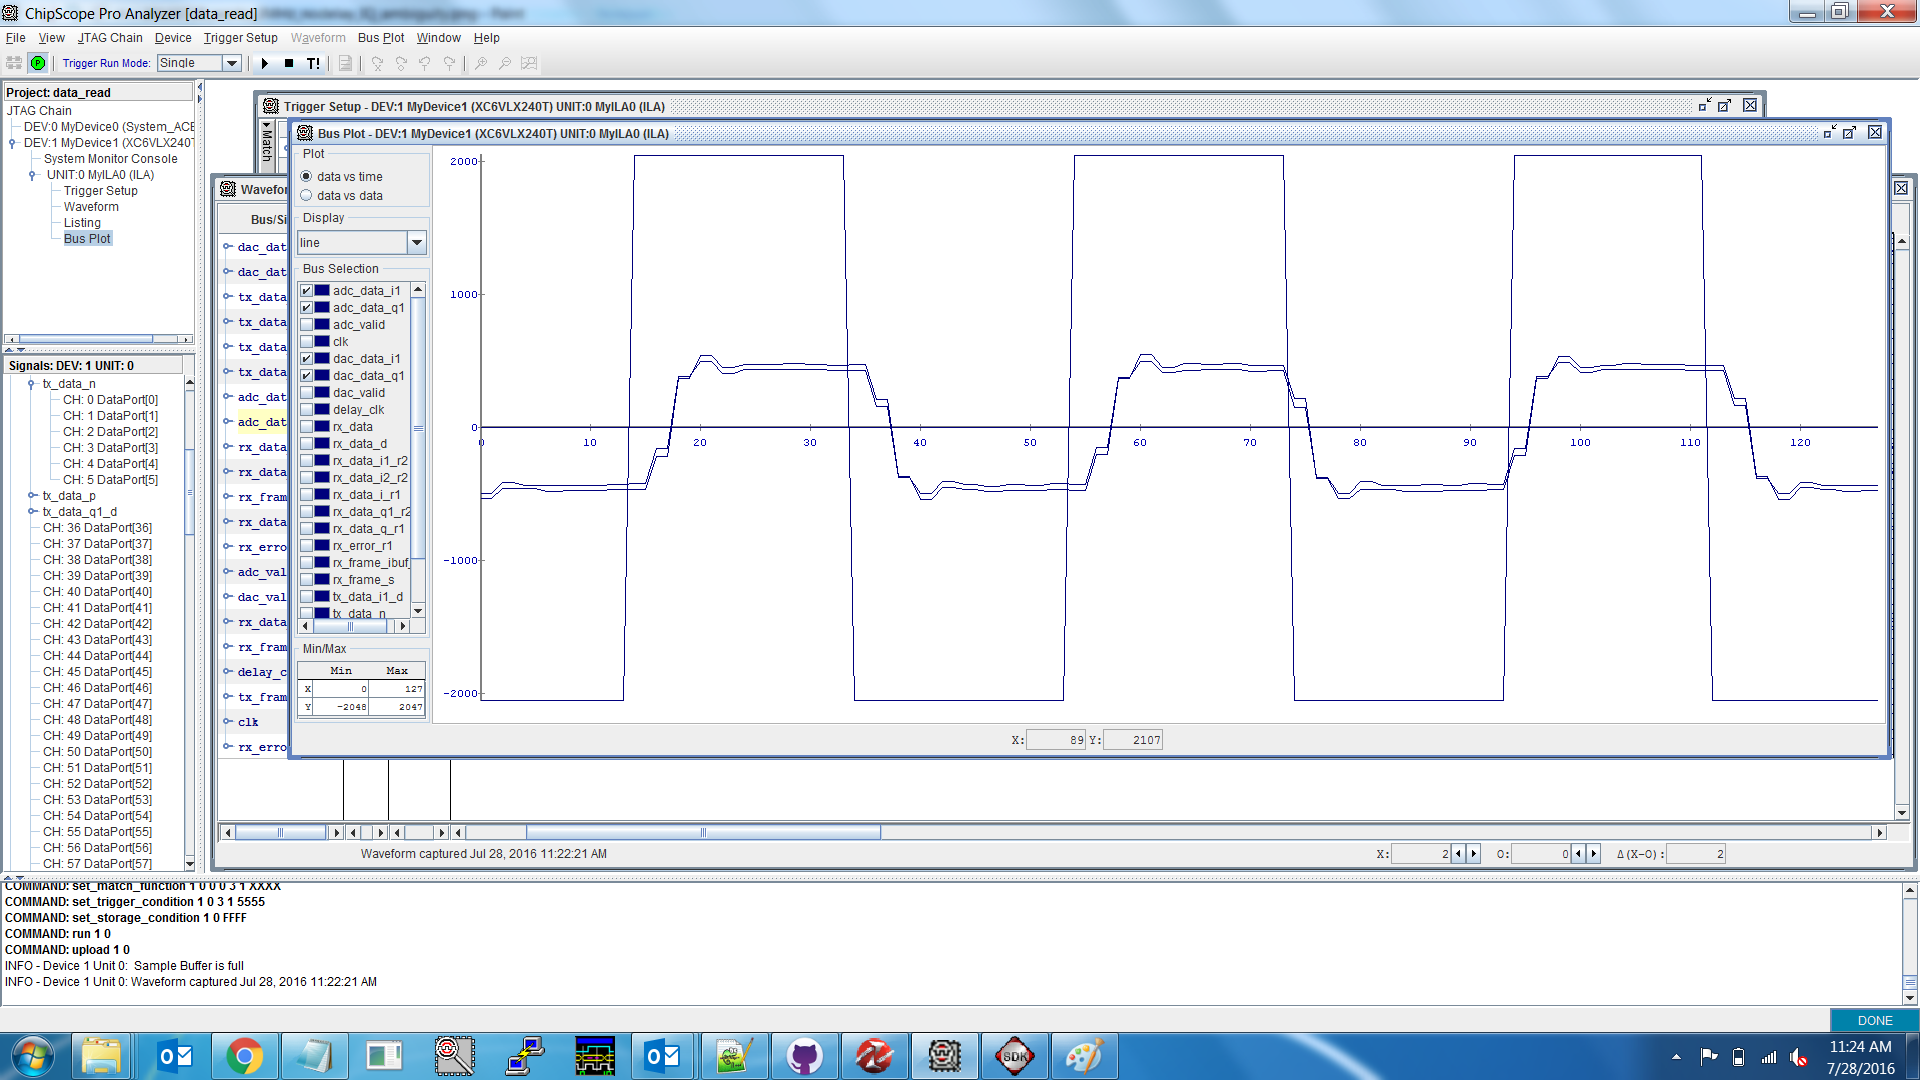 ChipScope Pro Analyzer [data_read]
File View JTAG Chain Device Trigger Setup Waveform Bus Plot Window Help
Trigger Run Mode: Single
T!
Project: data_read
JTAG Chain
DEV:0 MyDevice0 (System_ACE
DEV:1 MyDevice1 (XC6VLX240T
System Monitor Console
UNIT:0 MyILA0 (ILA)
Trigger Setup
Waveform
Listing
Bus Plot
Signals: DEV: 1 UNIT: 0
tx_data_n
CH: 0 DataPort[0]
CH: 1 DataPort[1]
CH: 2 DataPort[2]
CH: 3 DataPort[3]
CH: 4 DataPort[4]
CH: 5 DataPort[5]
tx_data_p
tx_data_q1_d
CH: 36 DataPort[36]
CH: 37 DataPort[37]
CH: 38 DataPort[38]
CH: 39 DataPort[39]
CH: 40 DataPort[40]
CH: 41 DataPort[41]
CH: 42 DataPort[42]
CH: 43 DataPort[43]
CH: 44 DataPort[44]
CH: 45 DataPort[45]
CH: 46 DataPort[46]
CH: 47 DataPort[47]
CH: 48 DataPort[48]
CH: 49 DataPort[49]
CH: 50 DataPort[50]
CH: 51 DataPort[51]
CH: 52 DataPort[52]
CH: 53 DataPort[53]
CH: 54 DataPort[54]
CH: 55 DataPort[55]
CH: 56 DataPort[56]
CH: 57 DataPort[57]
Trigger Setup - DEV:1 MyDevice1 (XC6VLX240T) UNIT:0 MyILA0 (ILA)
Match
Wavefor
Bus/Si
dac_dat
dac_dat
tx_data
tx_data
tx_data
tx_data
adc_dat
adc_dat
rx_data
rx_data
rx_fram
rx_data
rx_erro
adc_val
dac_val
rx_data
rx_fram
delay_c
tx_fram
clk
rx_erro
Bus Plot - DEV:1 MyDevice1 (XC6VLX240T) UNIT:0 MyILA0 (ILA)
Plot
data vs time
data vs data
Display
line
Bus Selection
adc_data_i1
adc_data_q1
adc_valid
clk
dac_data_i1
dac_data_q1
dac_valid
delay_clk
rx_data
rx_data_d
rx_data_i1_r2
rx_data_i2_r2
rx_data_i_r1
rx_data_q1_r2
rx_data_q_r1
rx_error_r1
rx_frame_ibuf_
rx_frame_s
tx_data_i1_d
tx_data_n
Min/Max
Min Max
X 0 127
Y -2048 2047
2000
1000
0
-1000
-2000
0 10 20 30 40 50 60 70 80 90 100 110 120
X: 89 Y: 2107
Waveform captured Jul 28, 2016 11:22:21 AM
X: 2 O: 0 Δ(X-O): 2
COMMAND: set_match_function 1 0 0 0 3 1 XXXX
COMMAND: set_trigger_condition 1 0 3 1 5555
COMMAND: set_storage_condition 1 0 FFFF
COMMAND: run 1 0
COMMAND: upload 1 0
INFO - Device 1 Unit 0: Sample Buffer is full
INFO - Device 1 Unit 0: Waveform captured Jul 28, 2016 11:22:21 AM
DONE
SDK
11:24 AM
7/28/2016